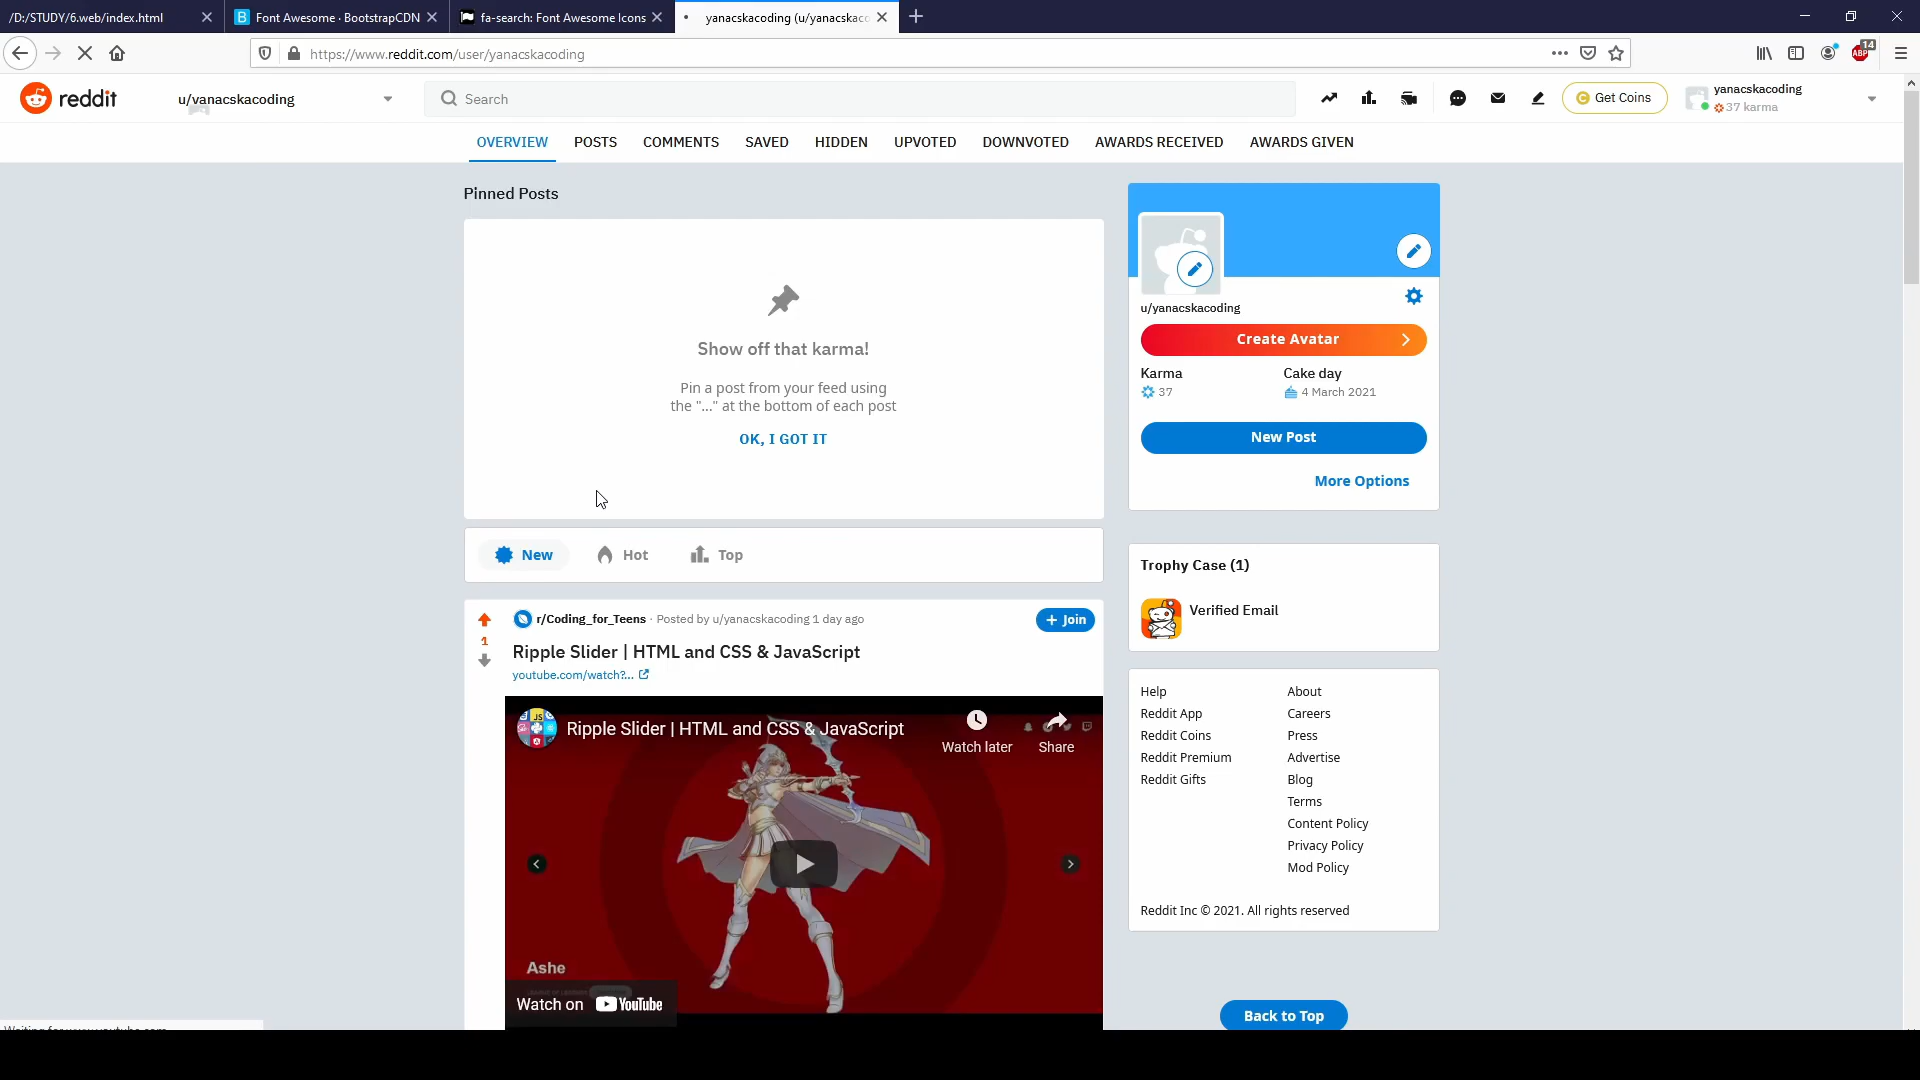 /D:/STUDY/6.web/index.html
Font Awesome · BootstrapCDN
fa-search: Font Awesome Icons
yanacskacoding (u/yanacskaco
https://www.reddit.com/user/yanacskacoding
ABP
14
reddit
u/yanacskacoding
Search
Get Coins
yanacskacoding
37 karma
OVERVIEW
POSTS
COMMENTS
SAVED
HIDDEN
UPVOTED
DOWNVOTED
AWARDS RECEIVED
AWARDS GIVEN
Pinned Posts
Show off that karma!
Pin a post from your feed using
the "..." at the bottom of each post
OK, I GOT IT
New
Hot
Top
r/Coding_for_Teens · Posted by u/yanacskacoding 1 day ago
+ Join
1
Ripple Slider | HTML and CSS & JavaScript
youtube.com/watch?...
JS
Ripple Slider | HTML and CSS & JavaScript
Watch later
Share
Ashe
Watch on YouTube
u/yanacskacoding
Create Avatar
Karma
Cake day
37
4 March 2021
New Post
More Options
Trophy Case (1)
Verified Email
Help
About
Reddit App
Careers
Reddit Coins
Press
Reddit Premium
Advertise
Reddit Gifts
Blog
Terms
Content Policy
Privacy Policy
Mod Policy
Reddit Inc © 2021. All rights reserved
Back to Top